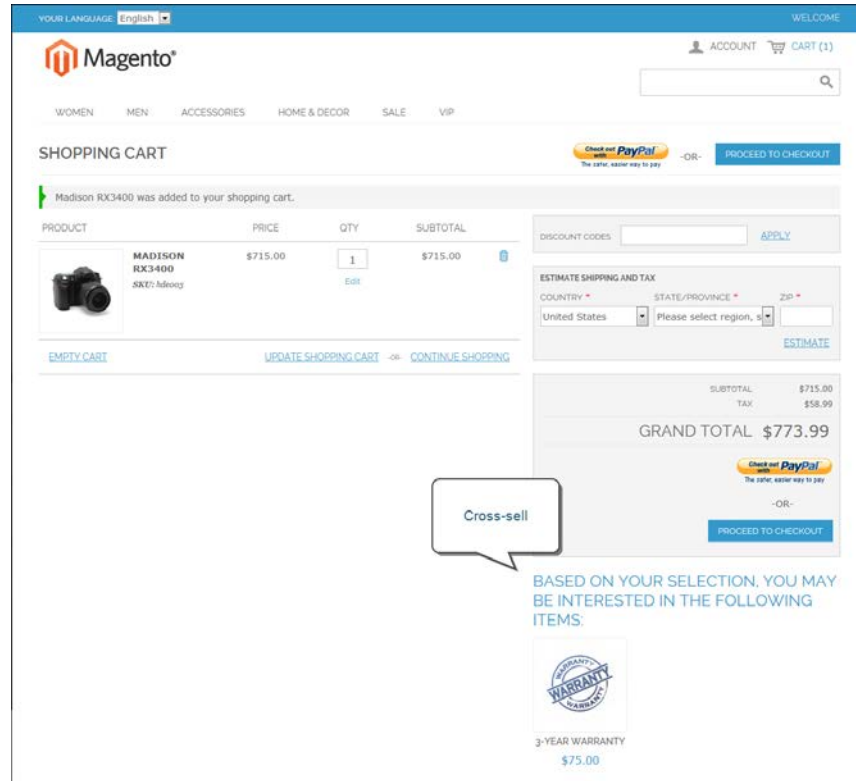 YOUR LANGUAGE English WELCOME
Magento®
ACCOUNT CART (1)
WOMEN MEN ACCESSORIES HOME & DECOR SALE VIP
SHOPPING CART
Check out with PayPal
The safer, easier way to pay
-OR-
PROCEED TO CHECKOUT
Madison RX3400 was added to your shopping cart.
PRODUCT PRICE QTY SUBTOTAL
MADISON
RX3400
SKU: hde003
$715.00 1 $715.00
Edit
EMPTY CART UPDATE SHOPPING CART -OR- CONTINUE SHOPPING
DISCOUNT CODES APPLY
ESTIMATE SHIPPING AND TAX
COUNTRY * STATE/PROVINCE * ZIP *
United States Please select region, s
ESTIMATE
SUBTOTAL $715.00
TAX $58.99
GRAND TOTAL $773.99
Check out with PayPal
The safer, easier way to pay
-OR-
PROCEED TO CHECKOUT
Cross-sell
BASED ON YOUR SELECTION, YOU MAY
BE INTERESTED IN THE FOLLOWING
ITEMS:
WARRANTY
WARRANTY
WARRANTY
3-YEAR WARRANTY
$75.00